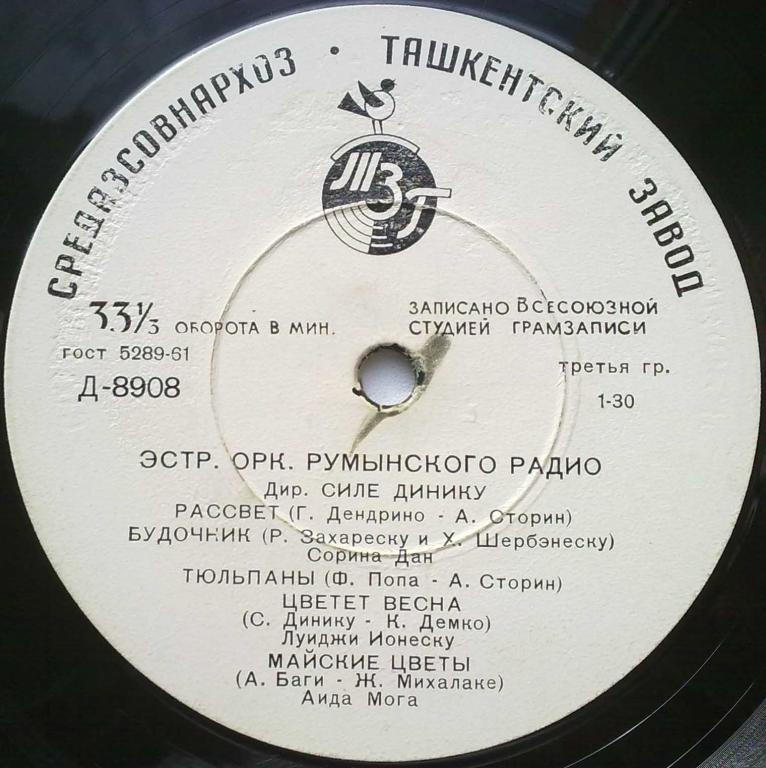 СРЕДАЗСОВНАРХОЗ · ТАШКЕНТСКИЙ ЗАВОД
ТЗГ
33⅓ ОБОРОТА В МИН.
ЗАПИСАНО ВСЕСОЮЗНОЙ
СТУДИЕЙ ГРАМЗАПИСИ
ГОСТ 5289-61
третья гр.
Д-8908
1-30
ЭСТР. ОРК. РУМЫНСКОГО РАДИО
Дир. СИЛЕ ДИНИКУ
РАССВЕТ (Г. Дендрино - А. Сторин)
БУДОЧНИК (Р. Захареску и Х. Шербэнеску)
Сорина Дан
ТЮЛЬПАНЫ (Ф. Попа - А. Сторин)
ЦВЕТЕТ ВЕСНА
(С. Динику - К. Демко)
Луиджи Ионеску
МАЙСКИЕ ЦВЕТЫ
(А. Баги - Ж. Михалаке)
Аида Мога